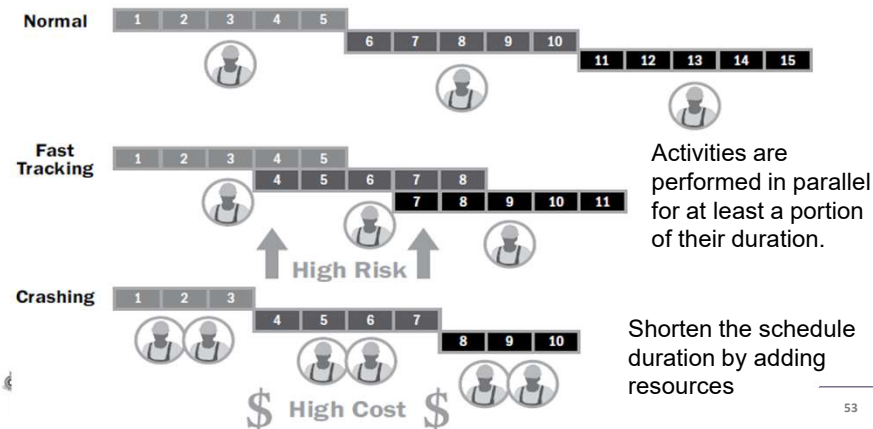 Normal
1 2 3 4 5
6 7 8 9 10
11 12 13 14 15
Fast
Tracking
1 2 3 4 5
4 5 6 7 8
7 8 9 10 11
High Risk
Activities are
performed in parallel
for at least a portion
of their duration.
Crashing
1 2 3
4 5 6 7
8 9 10
$ High Cost $
Shorten the schedule
duration by adding
resources
53